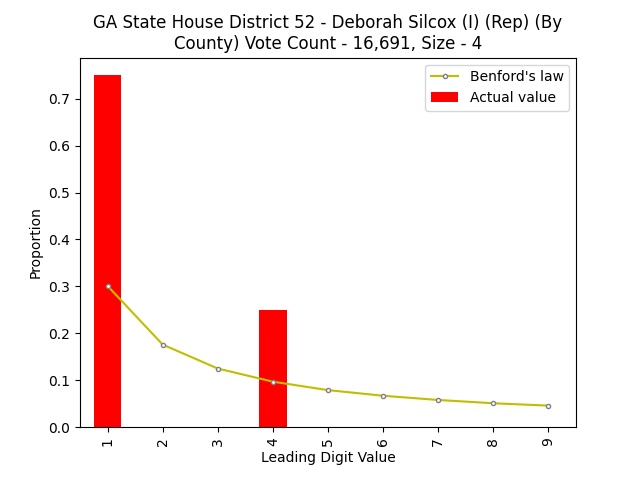 GA State House District 52 - Deborah Silcox (I) (Rep) (By
County) Vote Count - 16,691, Size - 4
Benford's law
Actual value
Proportion
0.7
0.6
0.5
0.4
0.3
0.2
0.1
0.0
1 2 3 4 5 6 7 8 9
Leading Digit Value